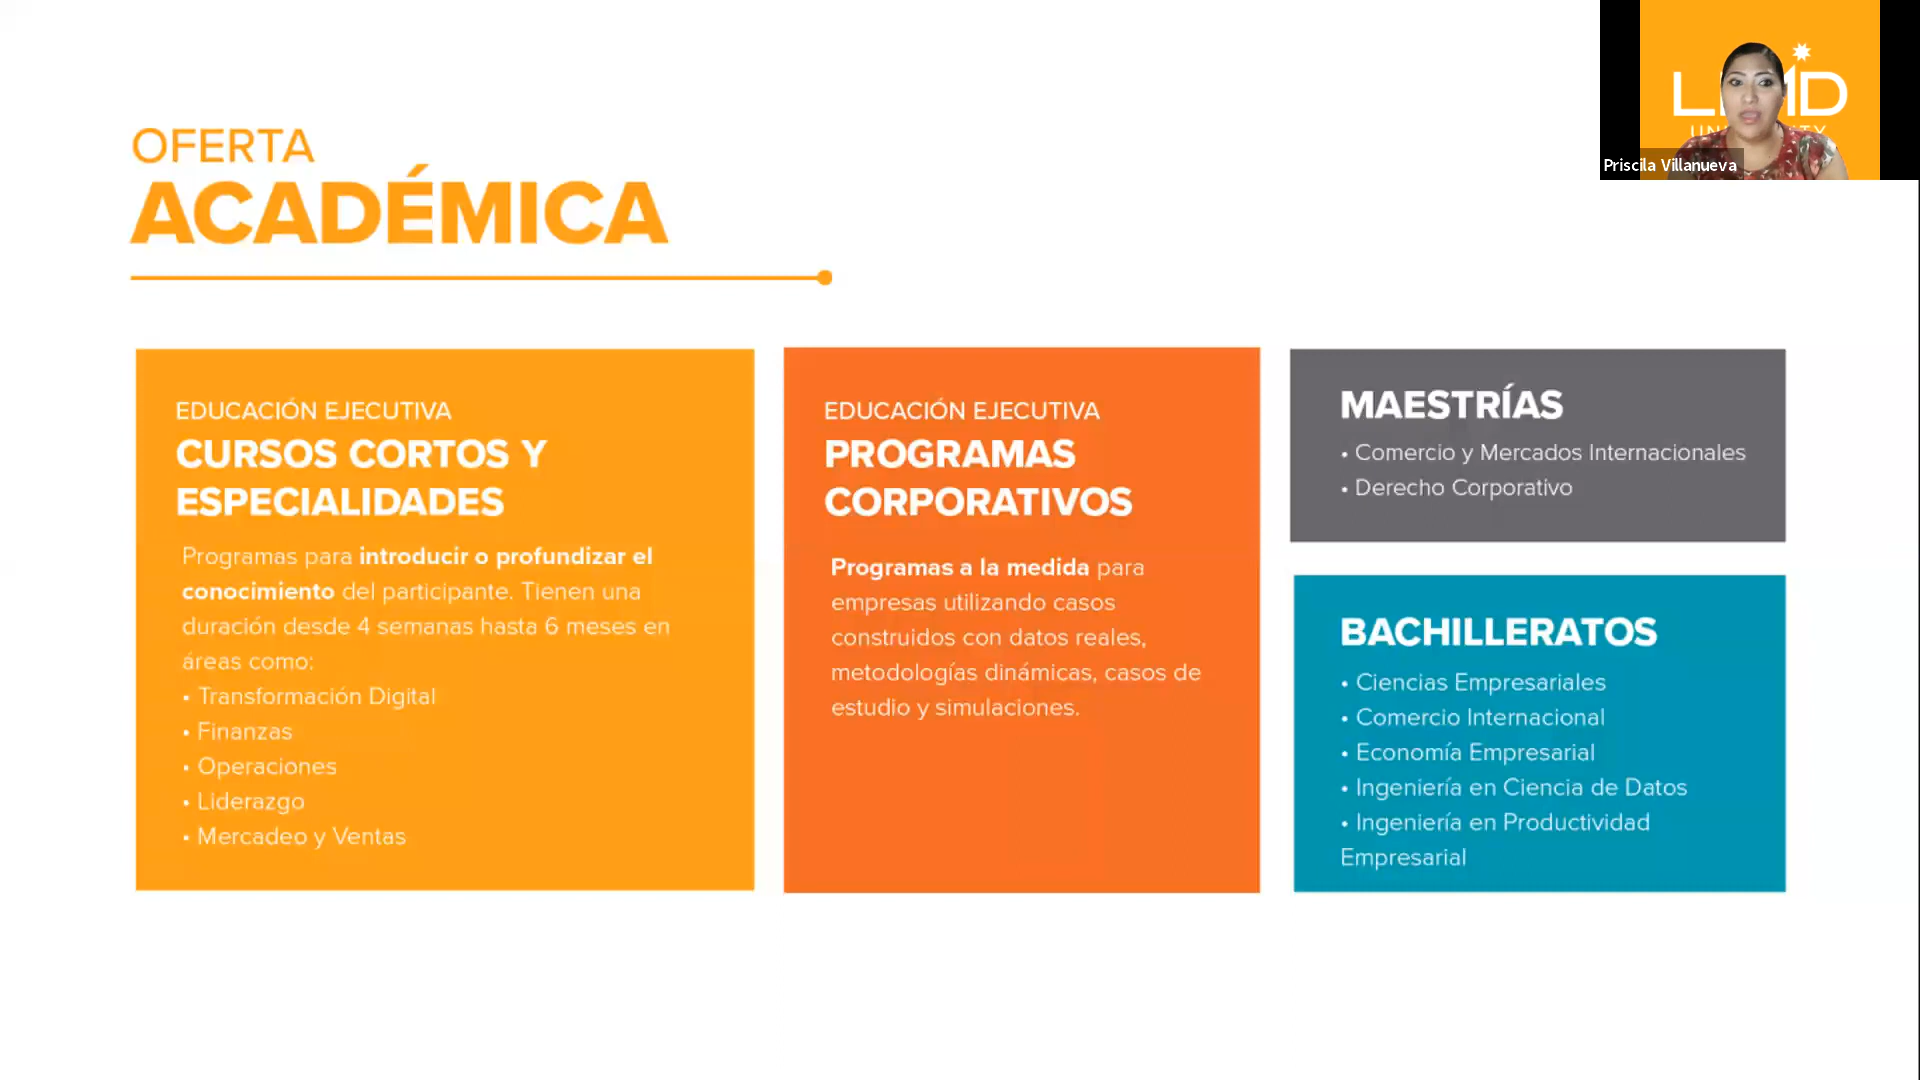 OFERTA
ACADÉMICA
EDUCACIÓN EJECUTIVA
CURSOS CORTOS Y
ESPECIALIDADES
Programas para introducir o profundizar el
conocimiento del participante. Tienen una
duración desde 4 semanas hasta 6 meses en
áreas como:
• Transformación Digital
• Finanzas
• Operaciones
• Liderazgo
• Mercadeo y Ventas
EDUCACIÓN EJECUTIVA
PROGRAMAS
CORPORATIVOS
Programas a la medida para
empresas utilizando casos
construidos con datos reales,
metodologías dinámicas, casos de
estudio y simulaciones.
MAESTRÍAS
• Comercio y Mercados Internacionales
• Derecho Corporativo
BACHILLERATOS
• Ciencias Empresariales
• Comercio Internacional
• Economía Empresarial
• Ingeniería en Ciencia de Datos
• Ingeniería en Productividad
Empresarial
Priscila Villanueva